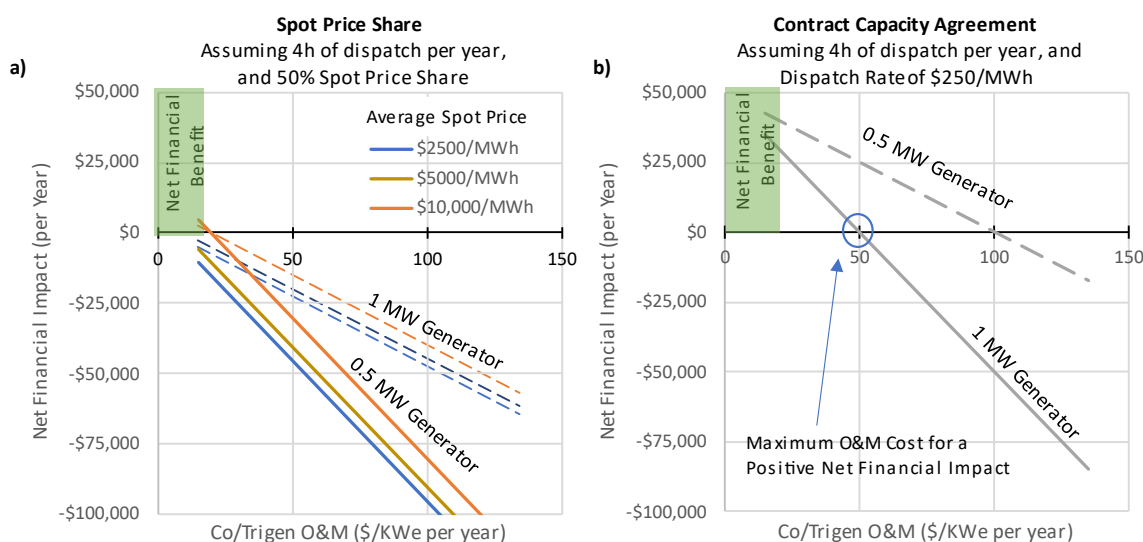 Spot Price Share
Assuming 4h of dispatch per year,
and 50% Spot Price Share
a)
$50,000
$25,000
$0
-$25,000
-$50,000
-$75,000
-$100,000
Net Financial Impact (per Year)
Net Financial
Benefit
Average Spot Price
$2500/MWh
$5000/MWh
$10,000/MWh
50
100
150
1 MW Generator
0.5 MW Generator
Co/Trigen O&M ($/KWe per year)
Contract Capacity Agreement
Assuming 4h of dispatch per year, and
Dispatch Rate of $250/MWh
b)
$50,000
$25,000
$0
-$25,000
-$50,000
-$75,000
-$100,000
Net Financial Impact (per Year)
Net Financial
Benefit
0.5 MW Generator
50
100
150
1 MW Generator
Maximum O&M Cost for a
Positive Net Financial Impact
Co/Trigen O&M ($/KWe per year)